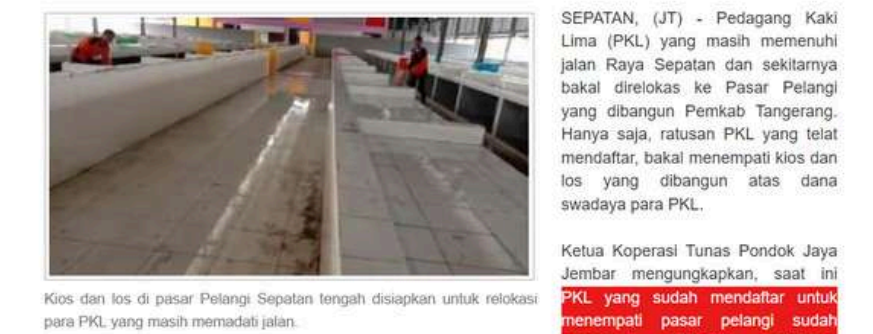 SEPATAN, (JT) - Pedagang Kaki
Lima (PKL) yang masih memenuhi
jalan Raya Sepatan dan sekitarnya
bakal direlokas ke Pasar Pelangi
yang dibangun Pemkab Tangerang.
Hanya saja, ratusan PKL yang telat
mendaftar, bakal menempati kios dan
los yang dibangun atas dana
swadaya para PKL.
Ketua Koperasi Tunas Pondok Jaya
Jembar mengungkapkan, saat ini
PKL yang sudah mendaftar untuk
menempati pasar pelangi sudah
Kios dan los di pasar Pelangi Sepatan tengah disiapkan untuk relokasi
para PKL yang masih memadati jalan.